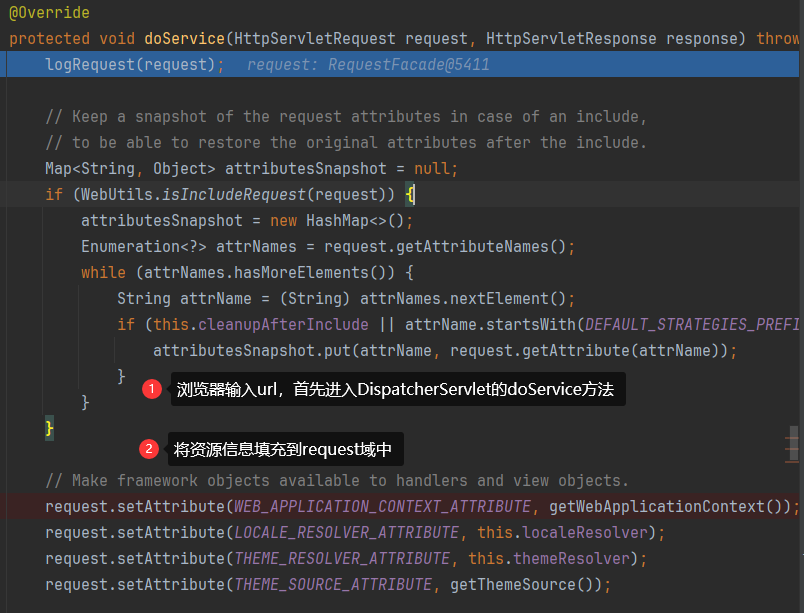 @Override
protected void doService(HttpServletRequest request, HttpServletResponse response) throw
logRequest(request);   request: RequestFacade@5411
// Keep a snapshot of the request attributes in case of an include,
// to be able to restore the original attributes after the include.
Map<String, Object> attributesSnapshot = null;
if (WebUtils.isIncludeRequest(request)) {
attributesSnapshot = new HashMap<>();
Enumeration<?> attrNames = request.getAttributeNames();
while (attrNames.hasMoreElements()) {
String attrName = (String) attrNames.nextElement();
if (this.cleanupAfterInclude || attrName.startsWith(DEFAULT_STRATEGIES_PREFI
attributesSnapshot.put(attrName, request.getAttribute(attrName));
}
1 浏览器输入url，首先进入DispatcherServlet的doService方法
}
}
2 将资源信息填充到request域中
// Make framework objects available to handlers and view objects.
request.setAttribute(WEB_APPLICATION_CONTEXT_ATTRIBUTE, getWebApplicationContext());
request.setAttribute(LOCALE_RESOLVER_ATTRIBUTE, this.localeResolver);
request.setAttribute(THEME_RESOLVER_ATTRIBUTE, this.themeResolver);
request.setAttribute(THEME_SOURCE_ATTRIBUTE, getThemeSource());